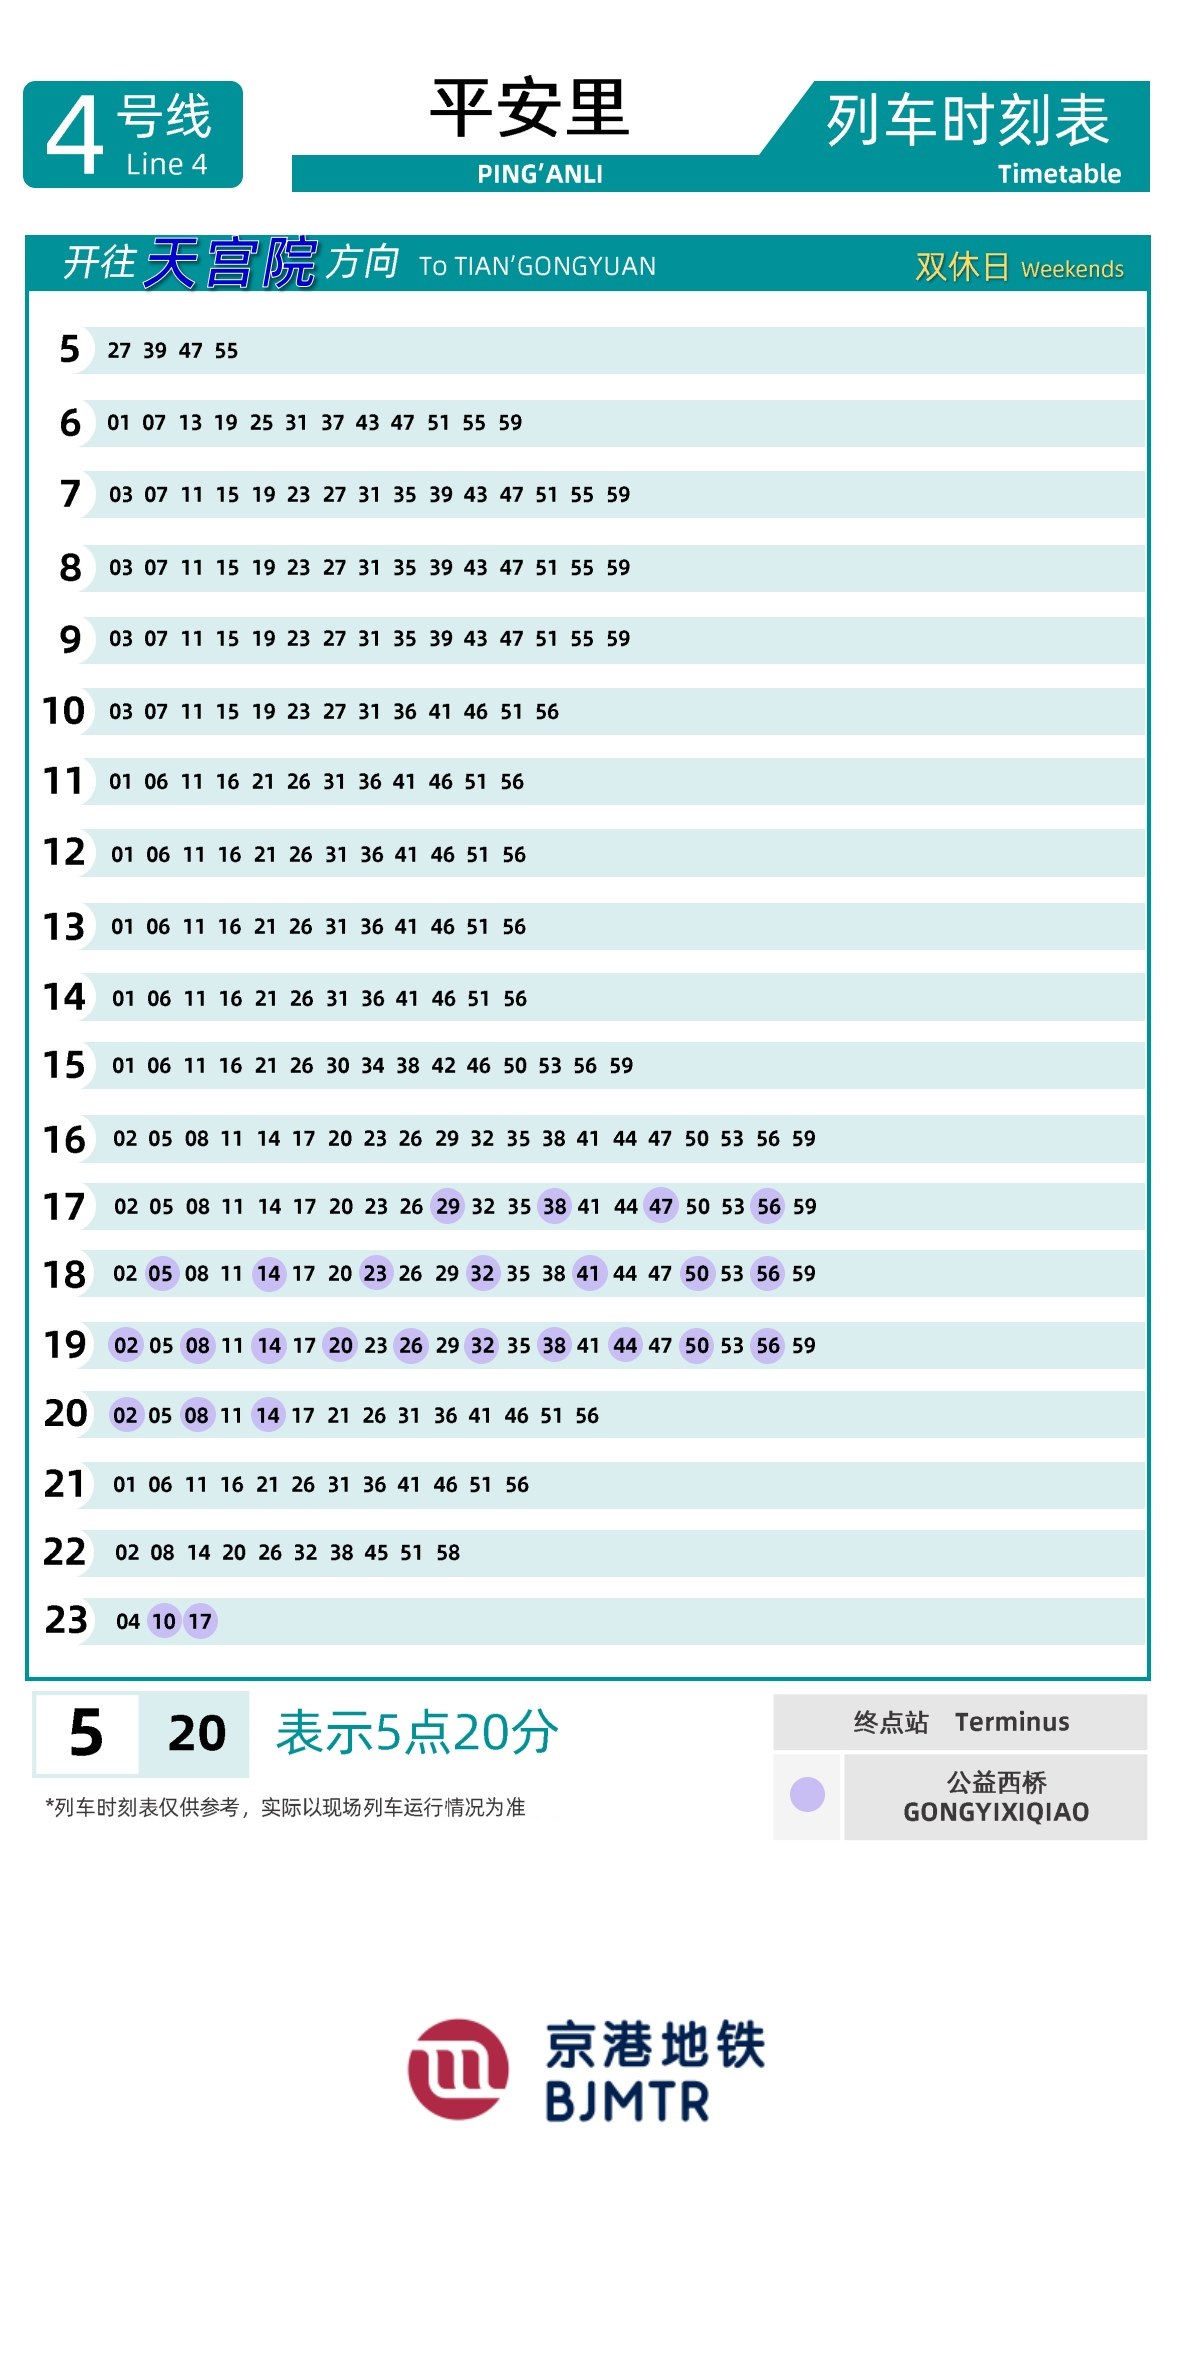 4 号线
Line 4
平安里
PING’ANLI
列车时刻表
Timetable
开往 天宫院 方向 To TIAN’GONGYUAN
双休日 Weekends
5 27 39 47 55
6 01 07 13 19 25 31 37 43 47 51 55 59
7 03 07 11 15 19 23 27 31 35 39 43 47 51 55 59
8 03 07 11 15 19 23 27 31 35 39 43 47 51 55 59
9 03 07 11 15 19 23 27 31 35 39 43 47 51 55 59
10 03 07 11 15 19 23 27 31 36 41 46 51 56
11 01 06 11 16 21 26 31 36 41 46 51 56
12 01 06 11 16 21 26 31 36 41 46 51 56
13 01 06 11 16 21 26 31 36 41 46 51 56
14 01 06 11 16 21 26 31 36 41 46 51 56
15 01 06 11 16 21 26 30 34 38 42 46 50 53 56 59
16 02 05 08 11 14 17 20 23 26 29 32 35 38 41 44 47 50 53 56 59
17 02 05 08 11 14 17 20 23 26 29 32 35 38 41 44 47 50 53 56 59
18 02 05 08 11 14 17 20 23 26 29 32 35 38 41 44 47 50 53 56 59
19 02 05 08 11 14 17 20 23 26 29 32 35 38 41 44 47 50 53 56 59
20 02 05 08 11 14 17 21 26 31 36 41 46 51 56
21 01 06 11 16 21 26 31 36 41 46 51 56
22 02 08 14 20 26 32 38 45 51 58
23 04 10 17
5 20 表示5点20分
*列车时刻表仅供参考，实际以现场列车运行情况为准
终点站 Terminus
公益西桥
GONGYIXIQIAO
京港地铁
BJMTR